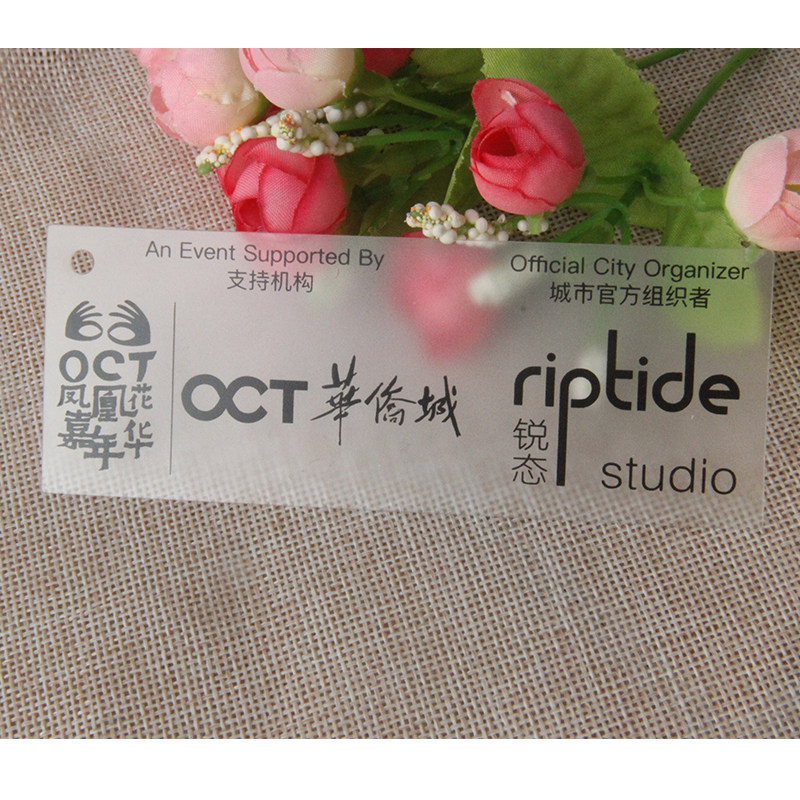 An Event Supported By
支持机构
OCT
凤凰花
嘉年华
OCT 華僑城
Official City Organizer
城市官方组织者
riptide
锐态
studio